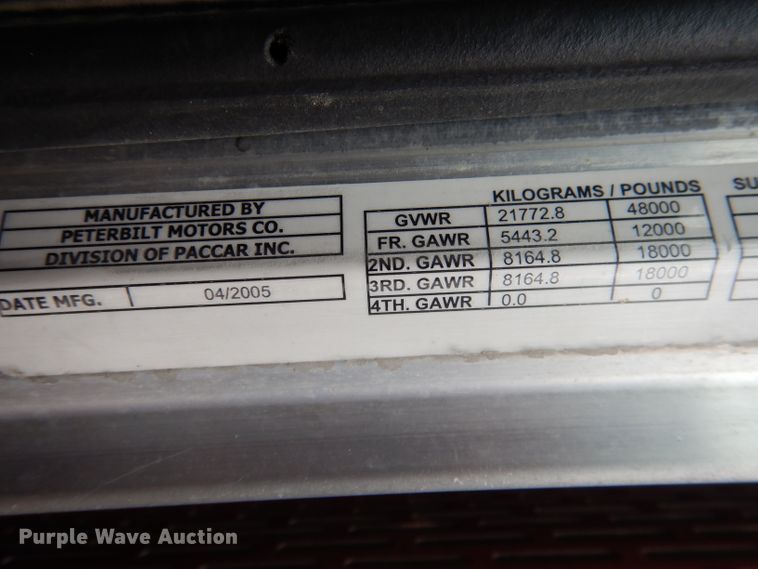 MANUFACTURED BY
PETERBILT MOTORS CO.
DIVISION OF PACCAR INC.
DATE MFG. 04/2005
KILOGRAMS / POUNDS
GVWR 21772.8 48000
FR. GAWR 5443.2 12000
2ND. GAWR 8164.8 18000
3RD. GAWR 8164.8 18000
4TH. GAWR 0.0 0
SU
Purple Wave Auction